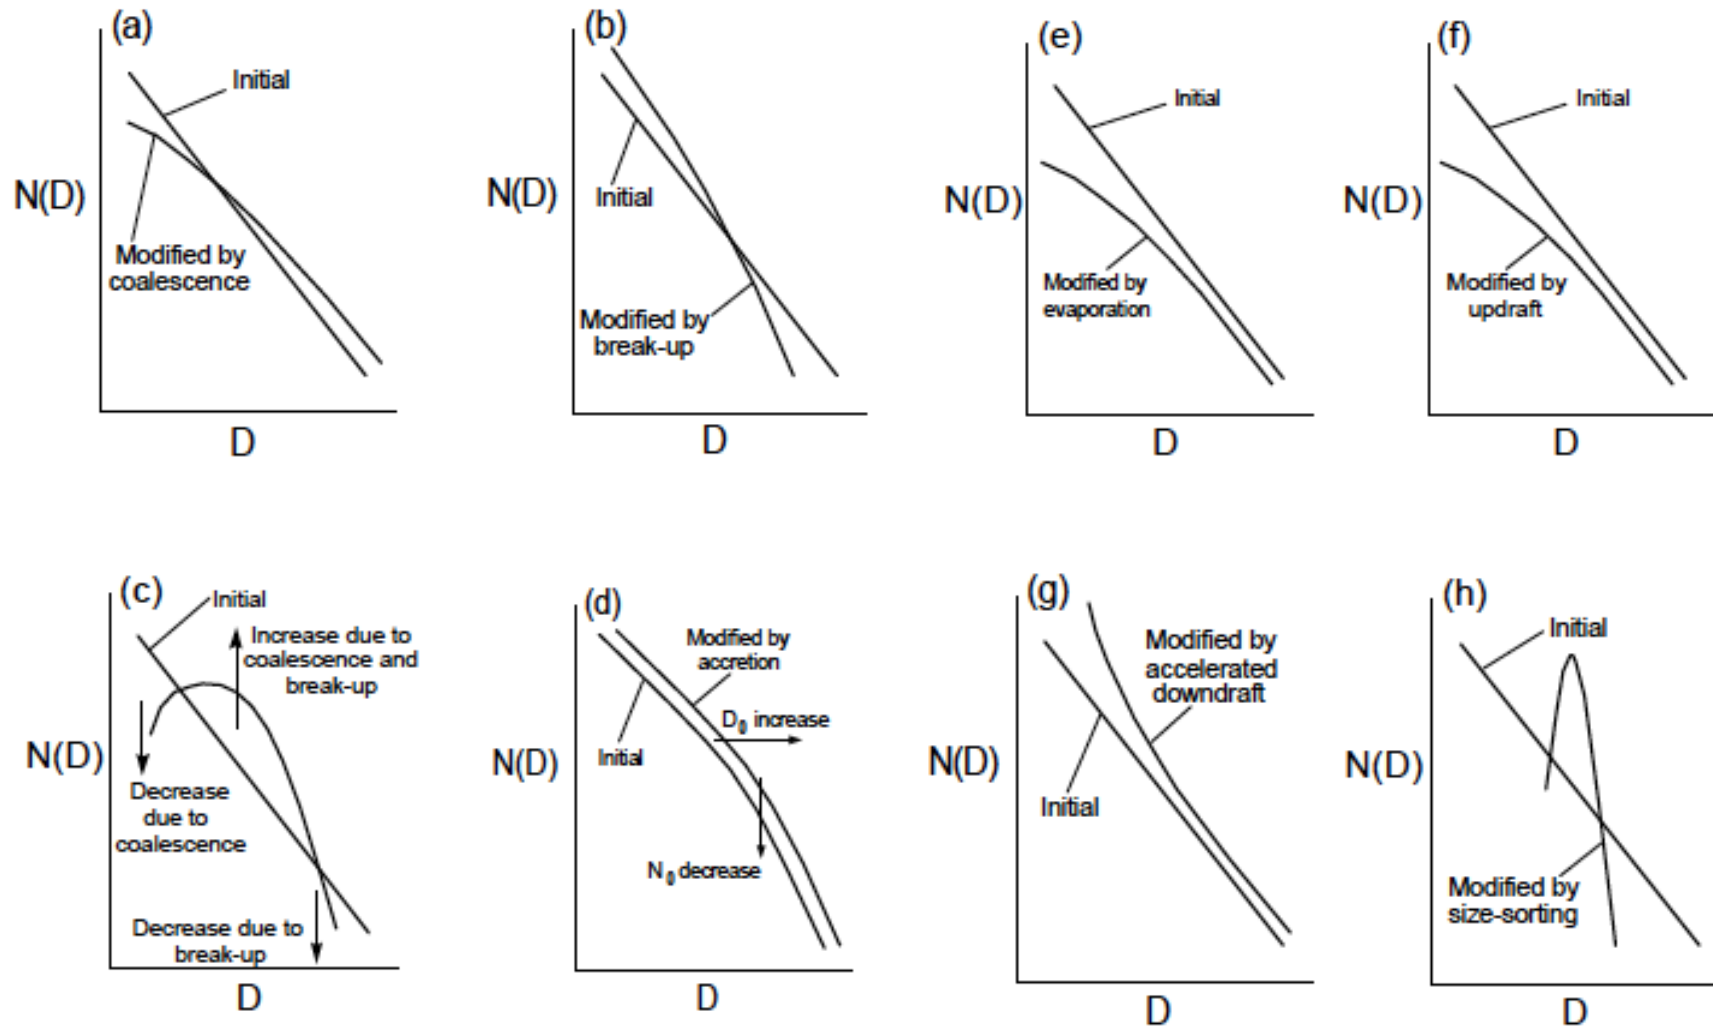 (a)
Initial
N(D)
Modified by
coalescence
D
(b)
N(D)
Initial
Modified by
break-up
D
(e)
Initial
N(D)
Modified by
evaporation
D
(f)
Initial
N(D)
Modified by
updraft
D
(c)
Initial
Increase due to
coalescence and
break-up
N(D)
Decrease
due to
coalescence
Decrease due to
break-up
D
(d)
Modified by
accretion
D0 increase
Initial
N(D)
N0 decrease
D
(g)
Modified by
accelerated
downdraft
N(D)
Initial
D
(h)
Initial
N(D)
Modified by
size-sorting
D